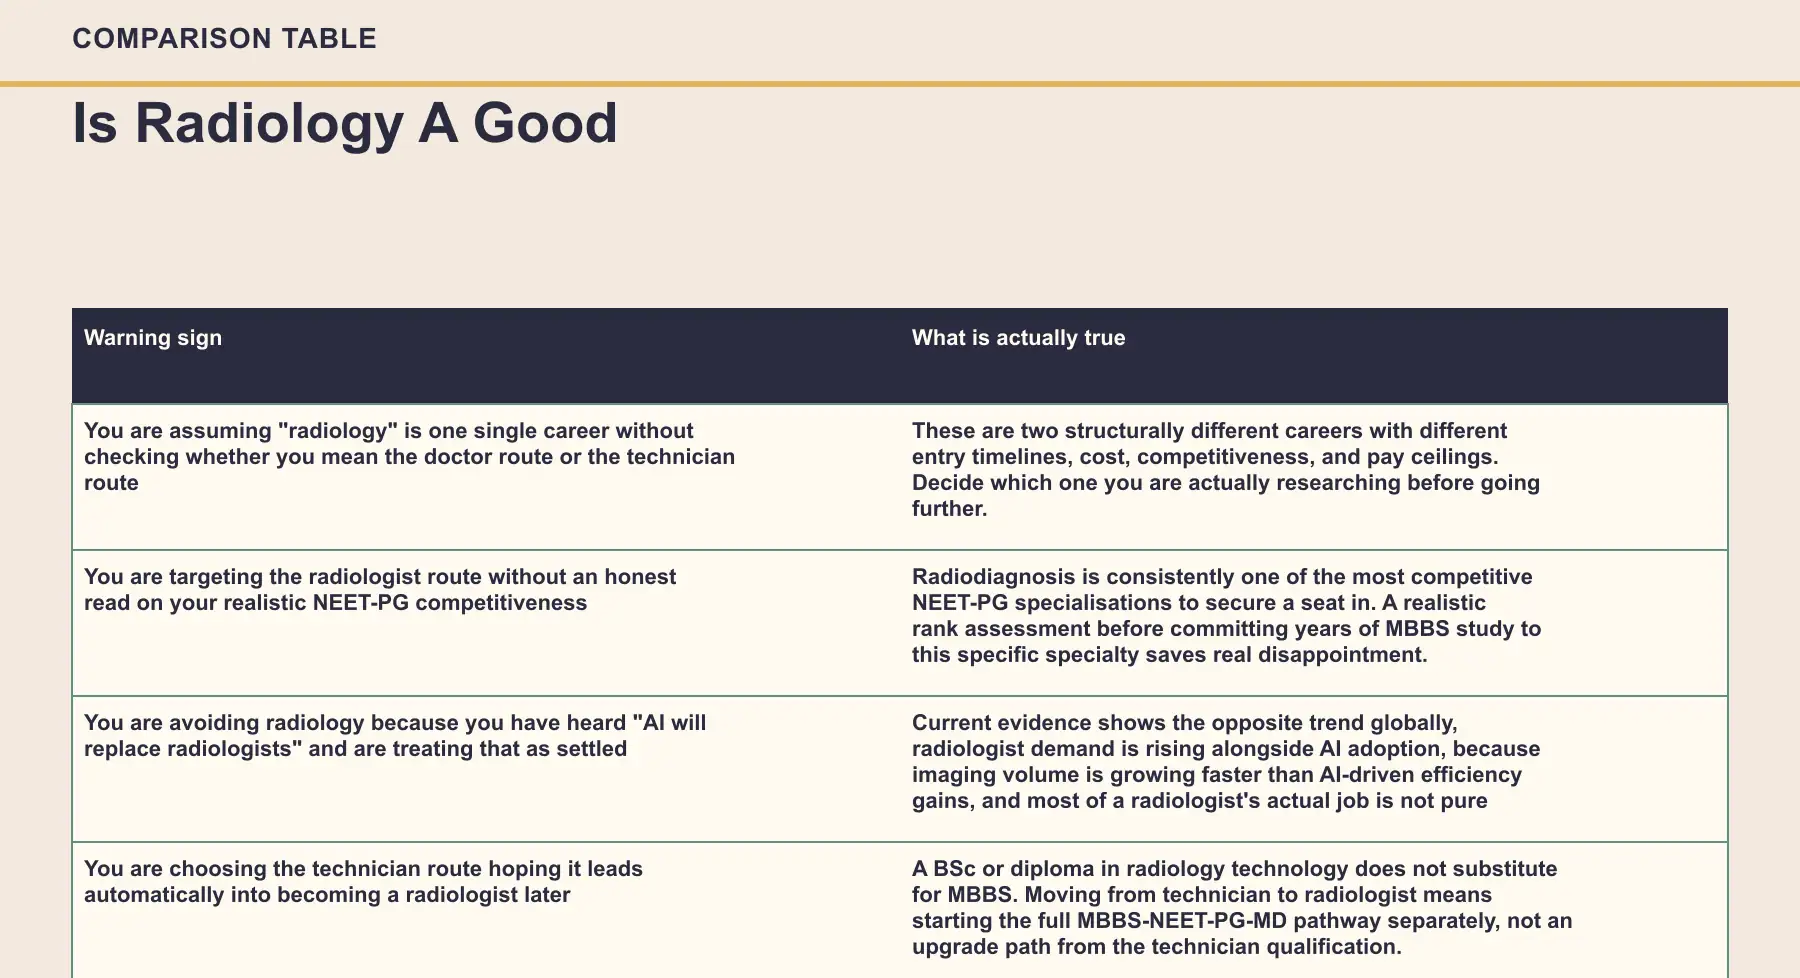 COMPARISON TABLE
Is Radiology A Good
Warning sign
What is actually true
You are assuming "radiology" is one single career without
checking whether you mean the doctor route or the technician
route
These are two structurally different careers with different
entry timelines, cost, competitiveness, and pay ceilings.
Decide which one you are actually researching before going
further.
You are targeting the radiologist route without an honest
read on your realistic NEET-PG competitiveness
Radiodiagnosis is consistently one of the most competitive
NEET-PG specialisations to secure a seat in. A realistic
rank assessment before committing years of MBBS study to
this specific specialty saves real disappointment.
You are avoiding radiology because you have heard "AI will
replace radiologists" and are treating that as settled
Current evidence shows the opposite trend globally,
radiologist demand is rising alongside AI adoption, because
imaging volume is growing faster than AI-driven efficiency
gains, and most of a radiologist's actual job is not pure
You are choosing the technician route hoping it leads
automatically into becoming a radiologist later
A BSc or diploma in radiology technology does not substitute
for MBBS. Moving from technician to radiologist means
starting the full MBBS-NEET-PG-MD pathway separately, not an
upgrade path from the technician qualification.